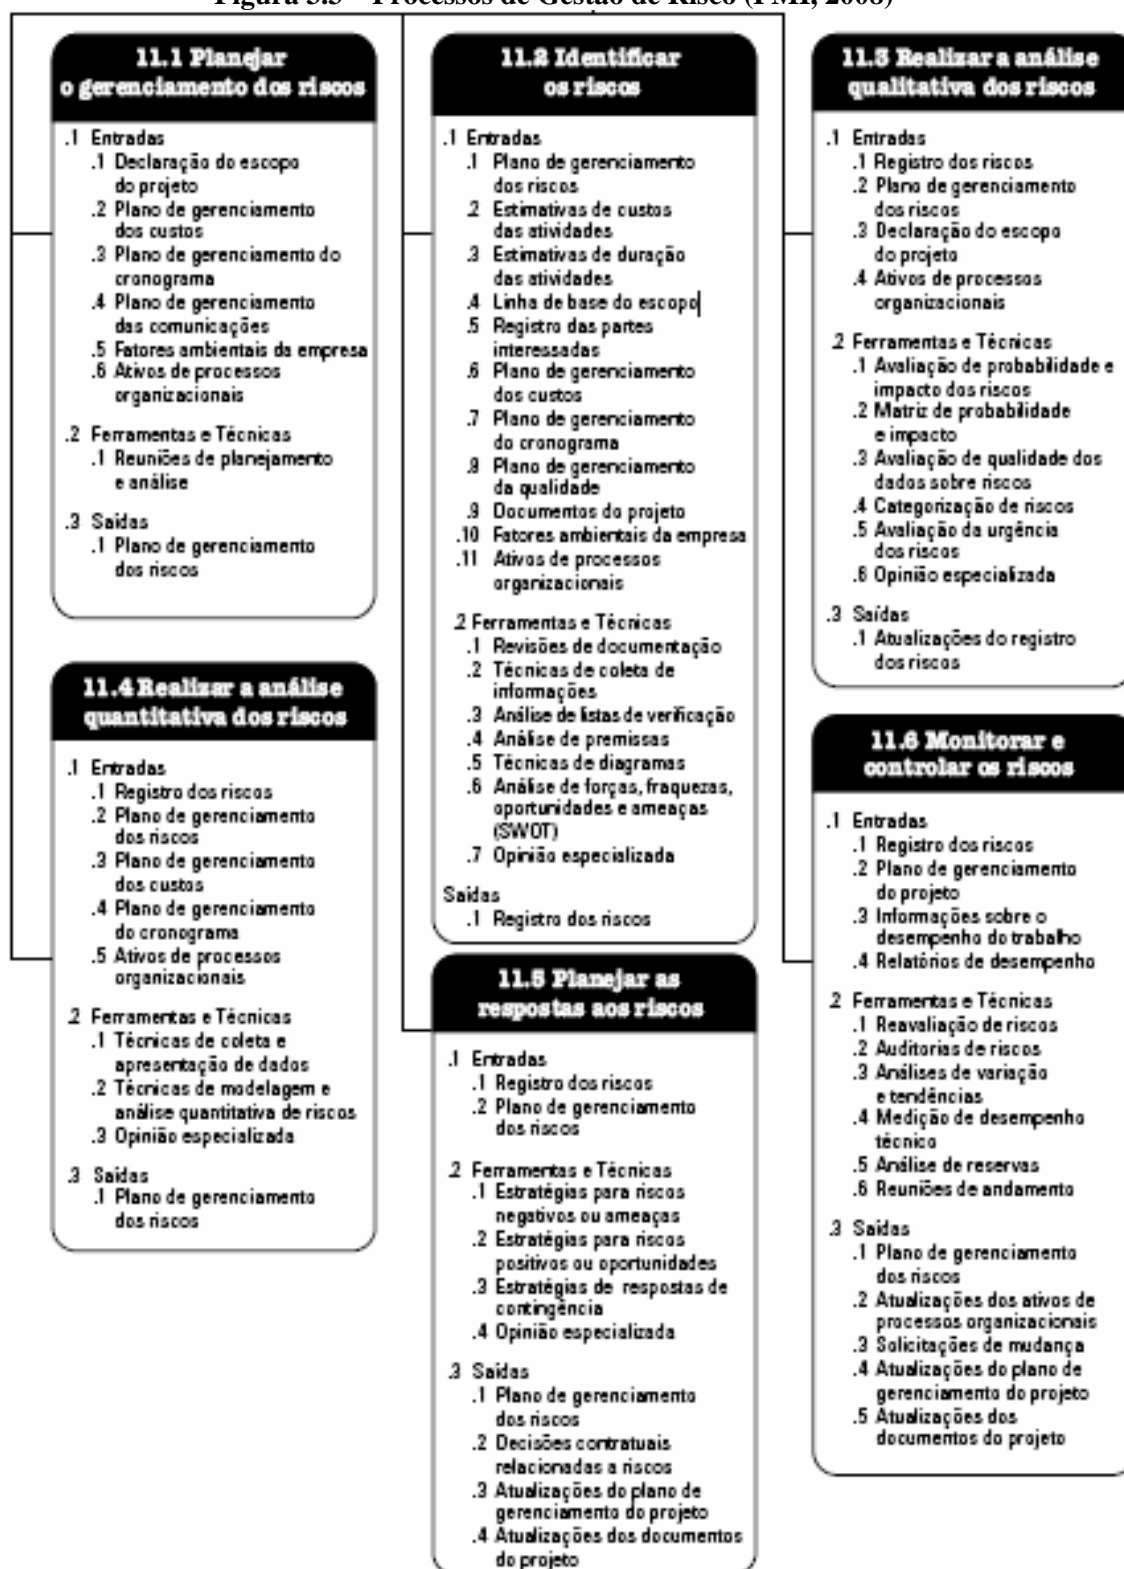 Figura 3.3 – Processos de Gestão de Risco (PMI, 2008)
11.1 Planejar
o gerenciamento dos riscos
.1 Entradas
.1 Declaração do escopo
do projeto
.2 Plano de gerenciamento
dos custos
.3 Plano de gerenciamento do
cronograma
.4 Plano de gerenciamento
das comunicações
.5 Fatores ambientais da empresa
.6 Ativos de processos
organizacionais
.2 Ferramentas e Técnicas
.1 Reuniões de planejamento
e análise
.3 Saídas
.1 Plano de gerenciamento
dos riscos
11.2 Identificar
os riscos
.1 Entradas
.1 Plano de gerenciamento
dos riscos
.2 Estimativas de custos
das atividades
.3 Estimativas de duração
das atividades
.4 Linha de base do escopo
.5 Registro das partes
interessadas
.6 Plano de gerenciamento
dos custos
.7 Plano de gerenciamento
do cronograma
.8 Plano de gerenciamento
da qualidade
.9 Documentos do projeto
.10 Fatores ambientais da empresa
.11 Ativos de processos
organizacionais
.2 Ferramentas e Técnicas
.1 Revisões de documentação
.2 Técnicas de coleta de
informações
.3 Análise de listas de verificação
.4 Análise de premissas
.5 Técnicas de diagramas
.6 Análise de forças, fraquezas,
oportunidades e ameaças
(SWOT)
.7 Opinião especializada
Saídas
.1 Registro dos riscos
11.3 Realizar a análise
qualitativa dos riscos
.1 Entradas
.1 Registro dos riscos
.2 Plano de gerenciamento
dos riscos
.3 Declaração do escopo
do projeto
.4 Ativos de processos
organizacionais
.2 Ferramentas e Técnicas
.1 Avaliação de probabilidade e
impacto dos riscos
.2 Matriz de probabilidade
e impacto
.3 Avaliação de qualidade dos
dados sobre riscos
.4 Categorização de riscos
.5 Avaliação da urgência
dos riscos
.6 Opinião especializada
.3 Saídas
.1 Atualizações do registro
dos riscos
11.4 Realizar a análise
quantitativa dos riscos
.1 Entradas
.1 Registro dos riscos
.2 Plano de gerenciamento
dos riscos
.3 Plano de gerenciamento
dos custos
.4 Plano de gerenciamento
do cronograma
.5 Ativos de processos
organizacionais
.2 Ferramentas e Técnicas
.1 Técnicas de coleta e
apresentação de dados
.2 Técnicas de modelagem e
análise quantitativa de riscos
.3 Opinião especializada
.3 Saídas
.1 Plano de gerenciamento
dos riscos
11.5 Planejar as
respostas aos riscos
.1 Entradas
.1 Registro dos riscos
.2 Plano de gerenciamento
dos riscos
.2 Ferramentas e Técnicas
.1 Estratégias para riscos
negativos ou ameaças
.2 Estratégias para riscos
positivos ou oportunidades
.3 Estratégias de respostas de
contingência
.4 Opinião especializada
.3 Saídas
.1 Plano de gerenciamento
dos riscos
.2 Decisões contratuais
relacionadas a riscos
.3 Atualizações do plano de
gerenciamento do projeto
.4 Atualizações dos documentos
do projeto
11.6 Monitorar e
controlar os riscos
.1 Entradas
.1 Registro dos riscos
.2 Plano de gerenciamento
do projeto
.3 Informações sobre o
desempenho do trabalho
.4 Relatórios de desempenho
.2 Ferramentas e Técnicas
.1 Reavaliação de riscos
.2 Auditorias de riscos
.3 Análises de variação
e tendências
.4 Medição de desempenho
técnico
.5 Análise de reservas
.6 Reuniões de andamento
.3 Saídas
.1 Plano de gerenciamento
dos riscos
.2 Atualizações dos ativos de
processos organizacionais
.3 Solicitações de mudança
.4 Atualizações do plano de
gerenciamento do projeto
.5 Atualizações dos
documentos do projeto